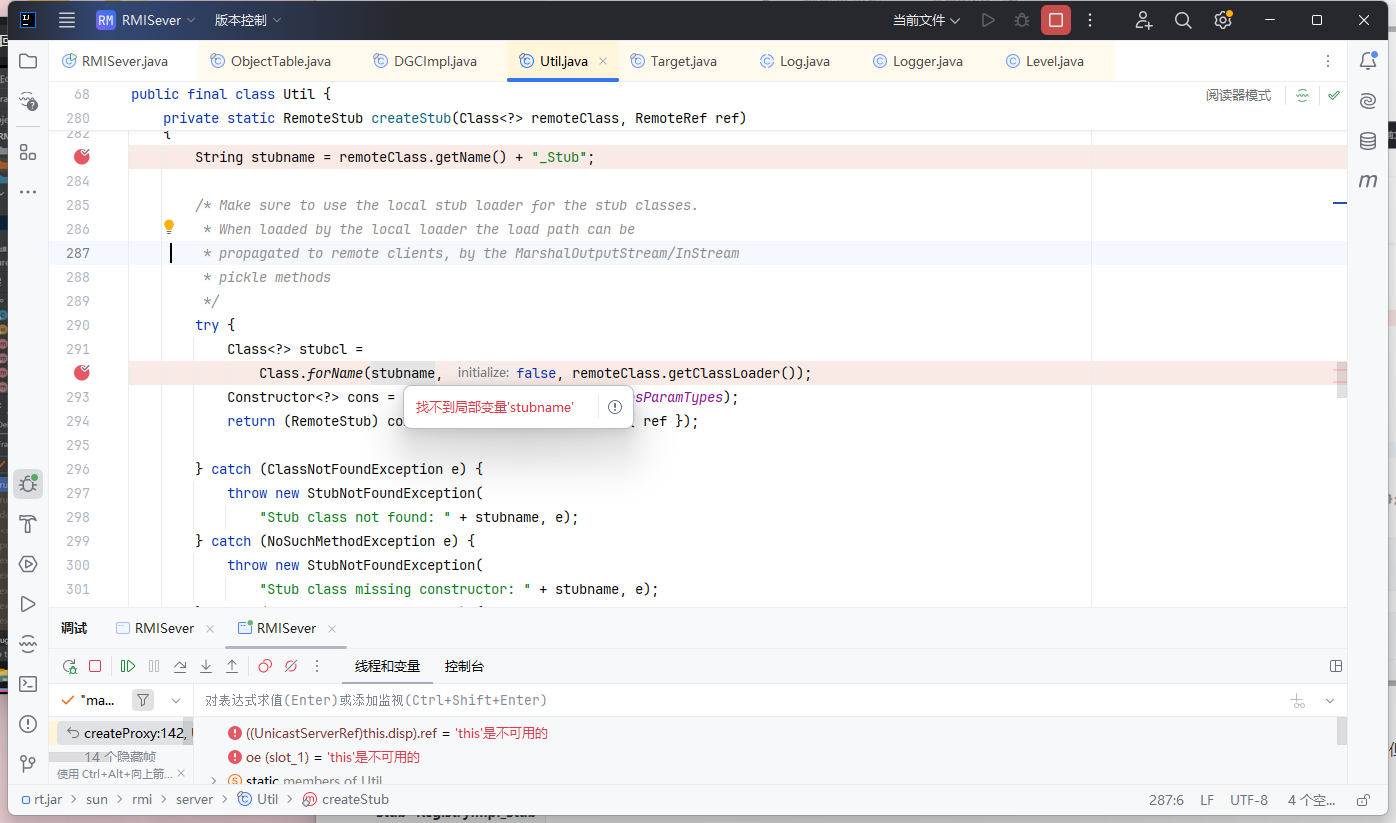 RM RMISever 版本控制 当前文件
RMISever.java ObjectTable.java DGCImpl.java Util.java Target.java Log.java Logger.java Level.java
68 public final class Util { 阅读器模式
280 private static RemoteStub createStub(Class<?> remoteClass, RemoteRef ref)
282 {
String stubname = remoteClass.getName() + "_Stub";
284
285 /* Make sure to use the local stub loader for the stub classes.
286 * When loaded by the local loader the load path can be
287 * propagated to remote clients, by the MarshalOutputStream/InStream
288 * pickle methods
289 */
290 try {
291 Class<?> stubcl =
Class.forName(stubname, initialize: false, remoteClass.getClassLoader());
293 Constructor<?> cons = sParamTypes);
找不到局部变量'stubname'
294 return (RemoteStub) co ref });
295
296 } catch (ClassNotFoundException e) {
297 throw new StubNotFoundException(
298 "Stub class not found: " + stubname, e);
299 } catch (NoSuchMethodException e) {
300 throw new StubNotFoundException(
301 "Stub class missing constructor: " + stubname, e);
调试 RMISever RMISever
线程和变量 控制台
"ma... 对表达式求值(Enter)或添加监视(Ctrl+Shift+Enter)
createProxy:142, ((UnicastServerRef)this.disp).ref = 'this'是不可用的
14 个隐藏帧 oe (slot_1) = 'this'是不可用的
使用 Ctrl+Alt+向上箭... static members of Util
rt.jar sun rmi server Util createStub 287:6 LF UTF-8 4 个空...